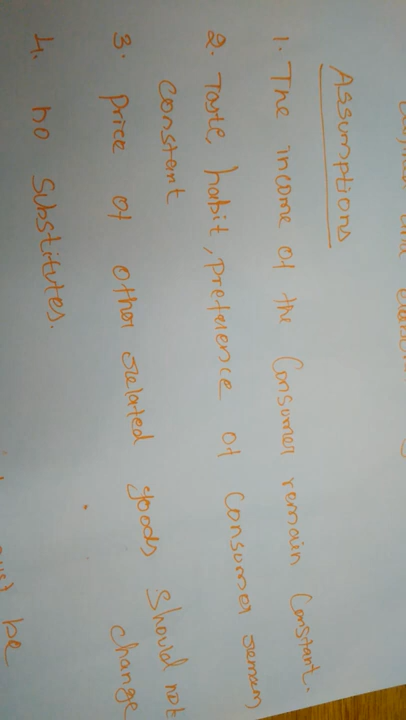 Assumptions
1. The income of the Consumer remain Constant.
2. Taste, habit, preference of Consumer remain
Constant
3. Price of other related goods should not
change
4. no Substitutes.
be